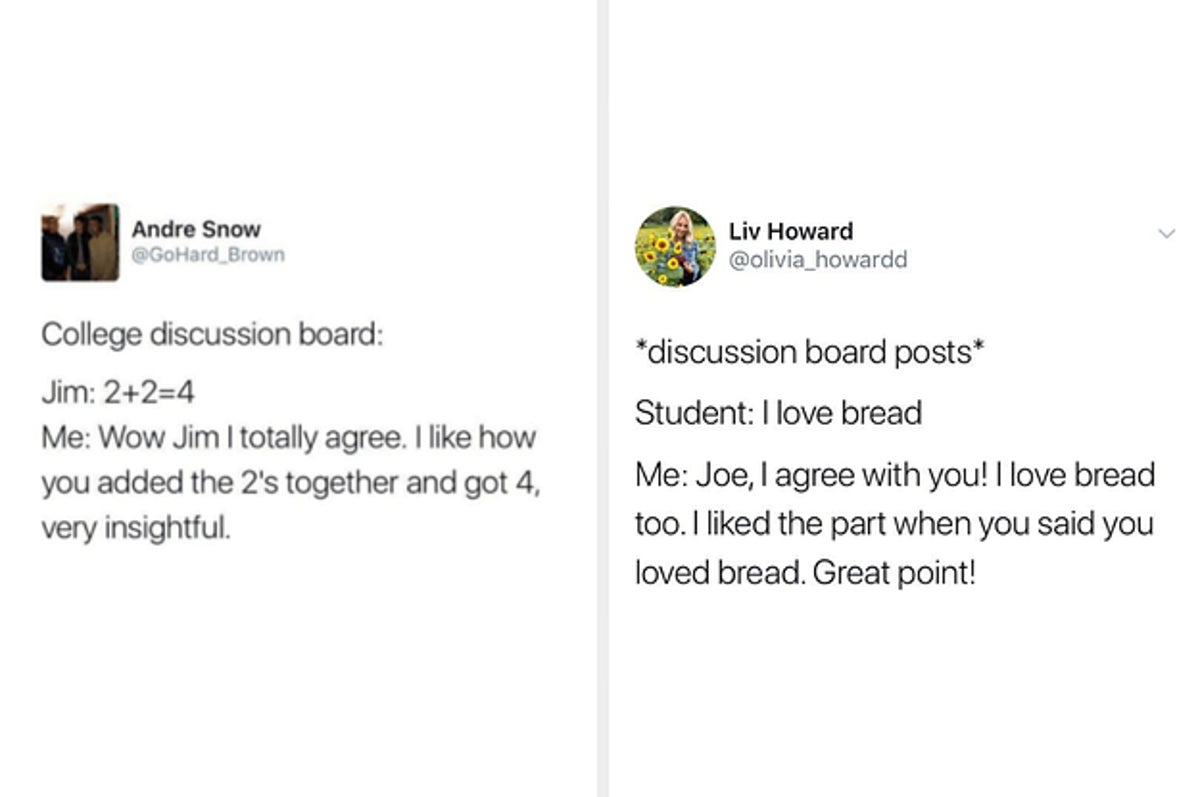 Andre Snow
@GoHard_Brown
College discussion board:
Jim: 2+2=4
Me: Wow Jim I totally agree. I like how
you added the 2's together and got 4,
very insightful.
Liv Howard
@olivia_howardd
*discussion board posts*
Student: I love bread
Me: Joe, I agree with you! I love bread
too. I liked the part when you said you
loved bread. Great point!